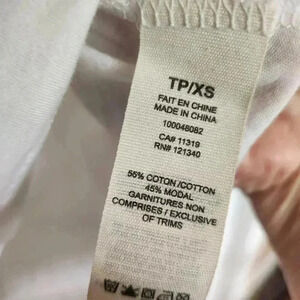 TP/XS
FAIT EN CHINE
MADE IN CHINA
100048082
CA# 11319
RN# 121340
55% COTON/COTTON
45% MODAL
GARNITURES NON
COMPRISES / EXCLUSIVE
OF TRIMS